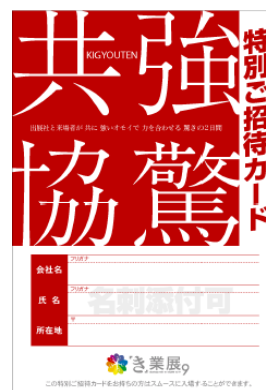 特別ご招待カード
共強
協驚
KIGYOUTEN
出展社と来場者が 共に 強いオモイで 力を合わせる 驚きの2日間
フリガナ
会社名
フリガナ
氏 名
名刺添付可
〒
所在地
き業展9
この特別ご招待カードをお持ちの方はスムースに入場することができます。